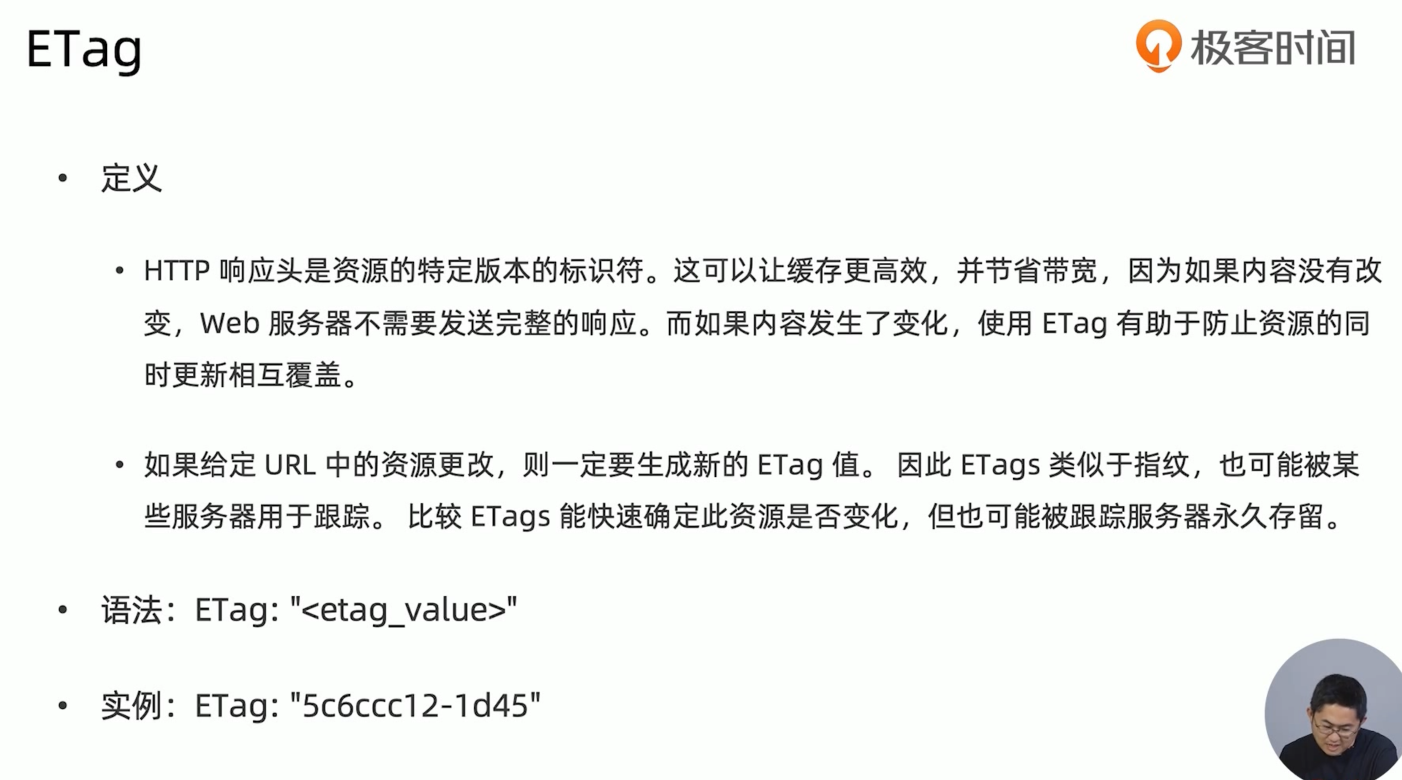 ETag
极客时间
• 定义
• HTTP 响应头是资源的特定版本的标识符。这可以让缓存更高效，并节省带宽，因为如果内容没有改
变，Web 服务器不需要发送完整的响应。而如果内容发生了变化，使用 ETag 有助于防止资源的同
时更新相互覆盖。
• 如果给定 URL 中的资源更改，则一定要生成新的 ETag 值。 因此 ETags 类似于指纹，也可能被某
些服务器用于跟踪。 比较 ETags 能快速确定此资源是否变化，但也可能被跟踪服务器永久存留。
• 语法：ETag: "<etag_value>"
• 实例：ETag: "5c6ccc12-1d45"